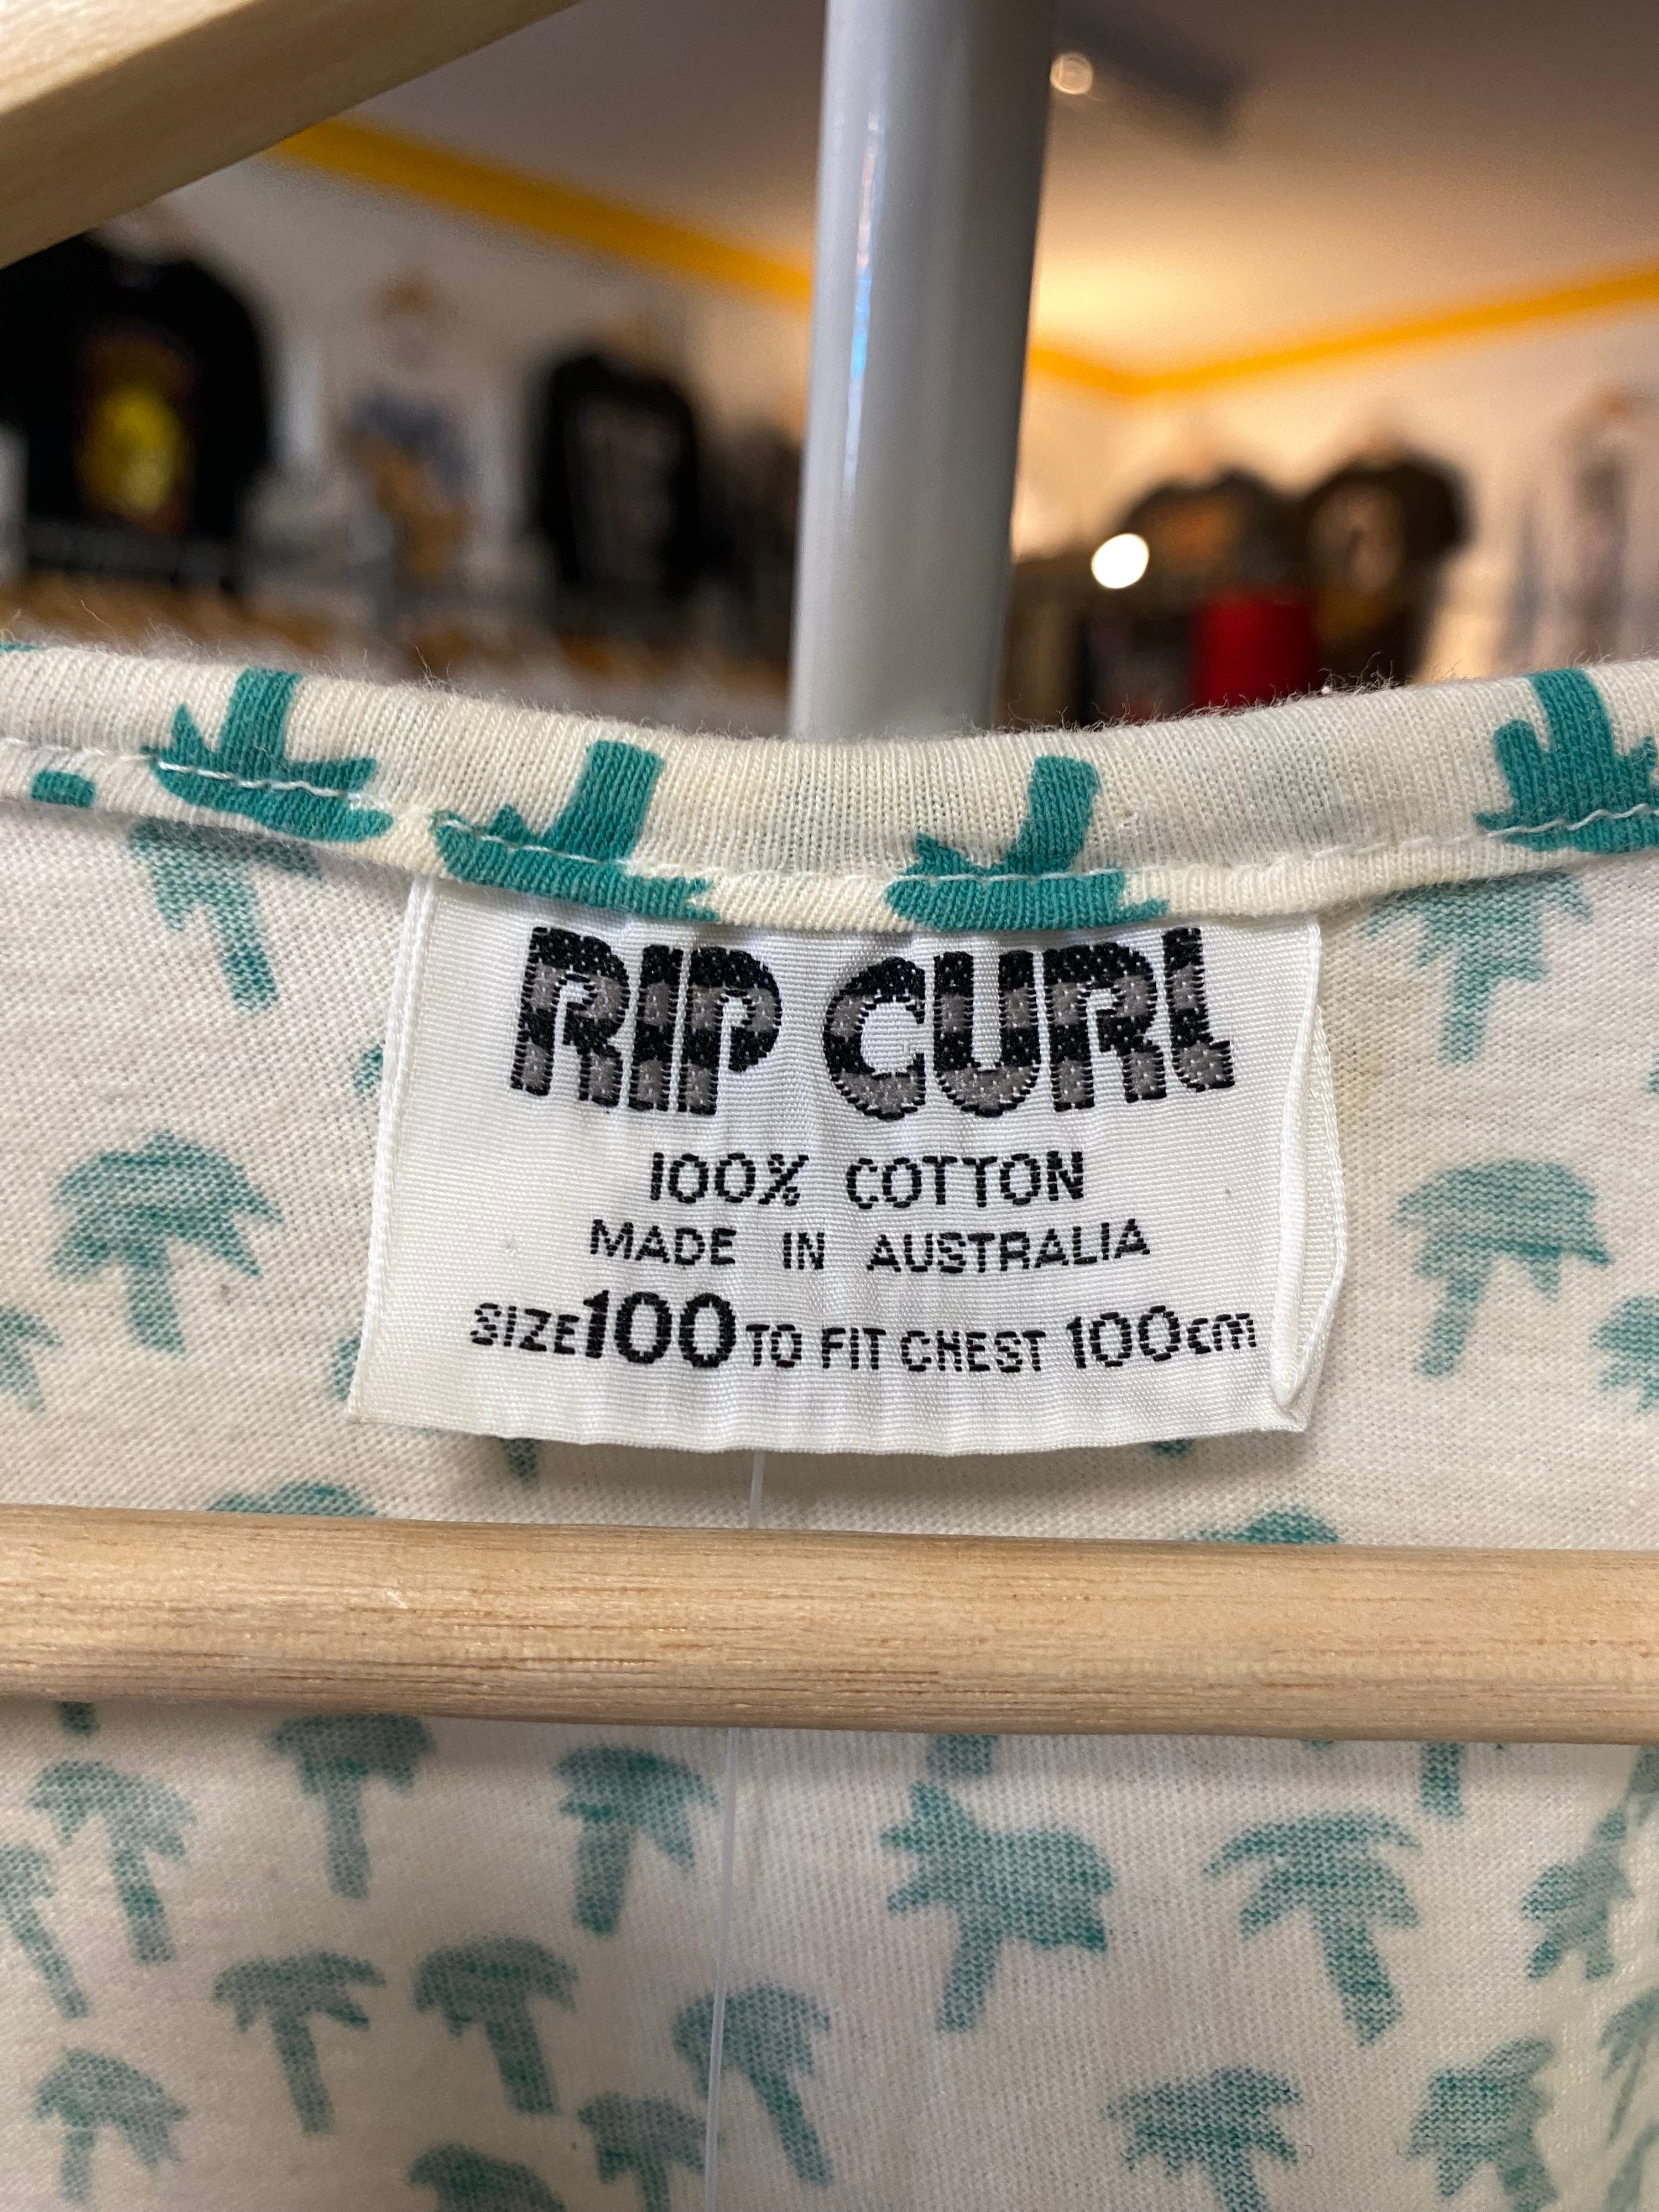 RIP CURL
100% COTTON
MADE IN AUSTRALIA
SIZE 100 TO FIT CHEST 100cm